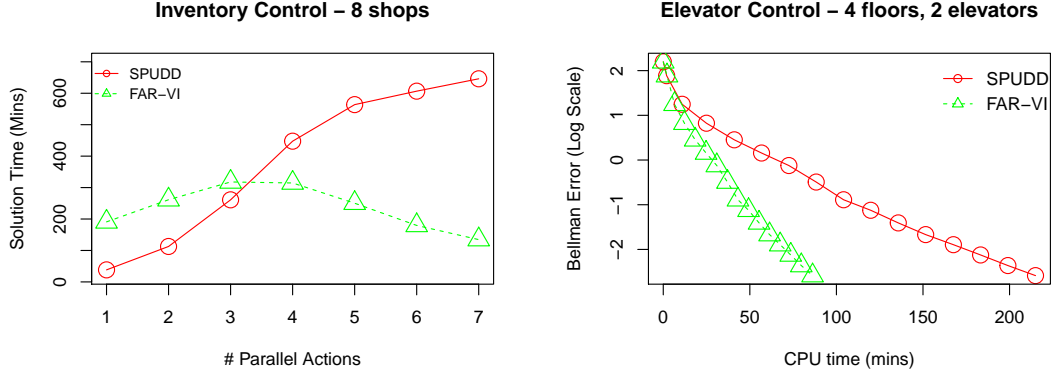 Inventory Control – 8 shops
Solution Time (Mins)
600
400
200
0
SPUDD
FAR–VI
1 2 3 4 5 6 7
# Parallel Actions
Elevator Control – 4 floors, 2 elevators
Bellman Error (Log Scale)
2
1
0
−1
−2
SPUDD
FAR–VI
0 50 100 150 200
CPU time (mins)